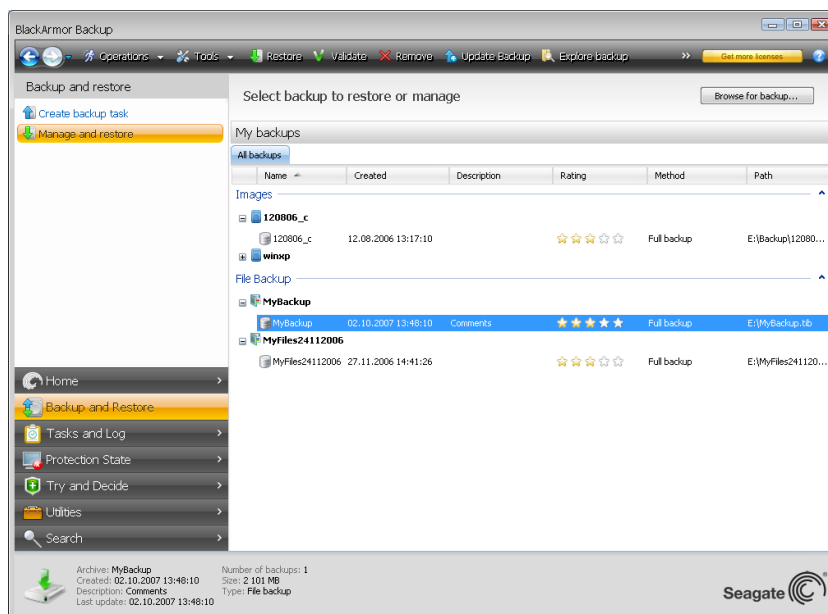 BlackArmor Backup
Operations Tools Restore Validate Remove Update Backup Explore backup Get more licenses
Backup and restore
Create backup task
Manage and restore
Select backup to restore or manage
Browse for backup...
My backups
All backups
Name Created Description Rating Method Path
Images
120806_c
120806_c 12.08.2006 13:17:10 Full backup E:\Backup\12080...
winxp
File Backup
MyBackup
MyBackup 02.10.2007 13:48:10 Comments Full backup E:\MyBackup.tib
MyFiles24112006
MyFiles24112006 27.11.2006 14:41:26 Full backup E:\MyFiles241120...
Home
Backup and Restore
Tasks and Log
Protection State
Try and Decide
Utilities
Search
Archive: MyBackup Number of backups: 1
Created: 02.10.2007 13:48:10 Size: 2 101 MB
Description: Comments Type: File backup
Last update: 02.10.2007 13:48:10
Seagate